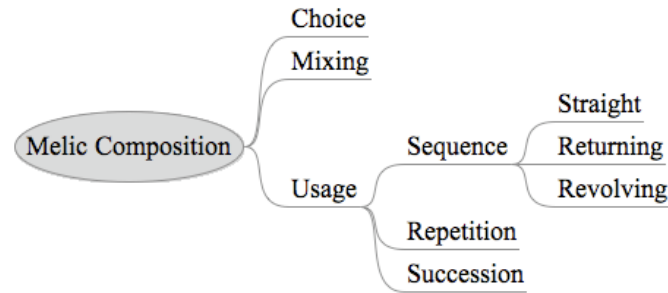 Melic Composition
Choice
Mixing
Usage
Sequence
Straight
Returning
Revolving
Repetition
Succession